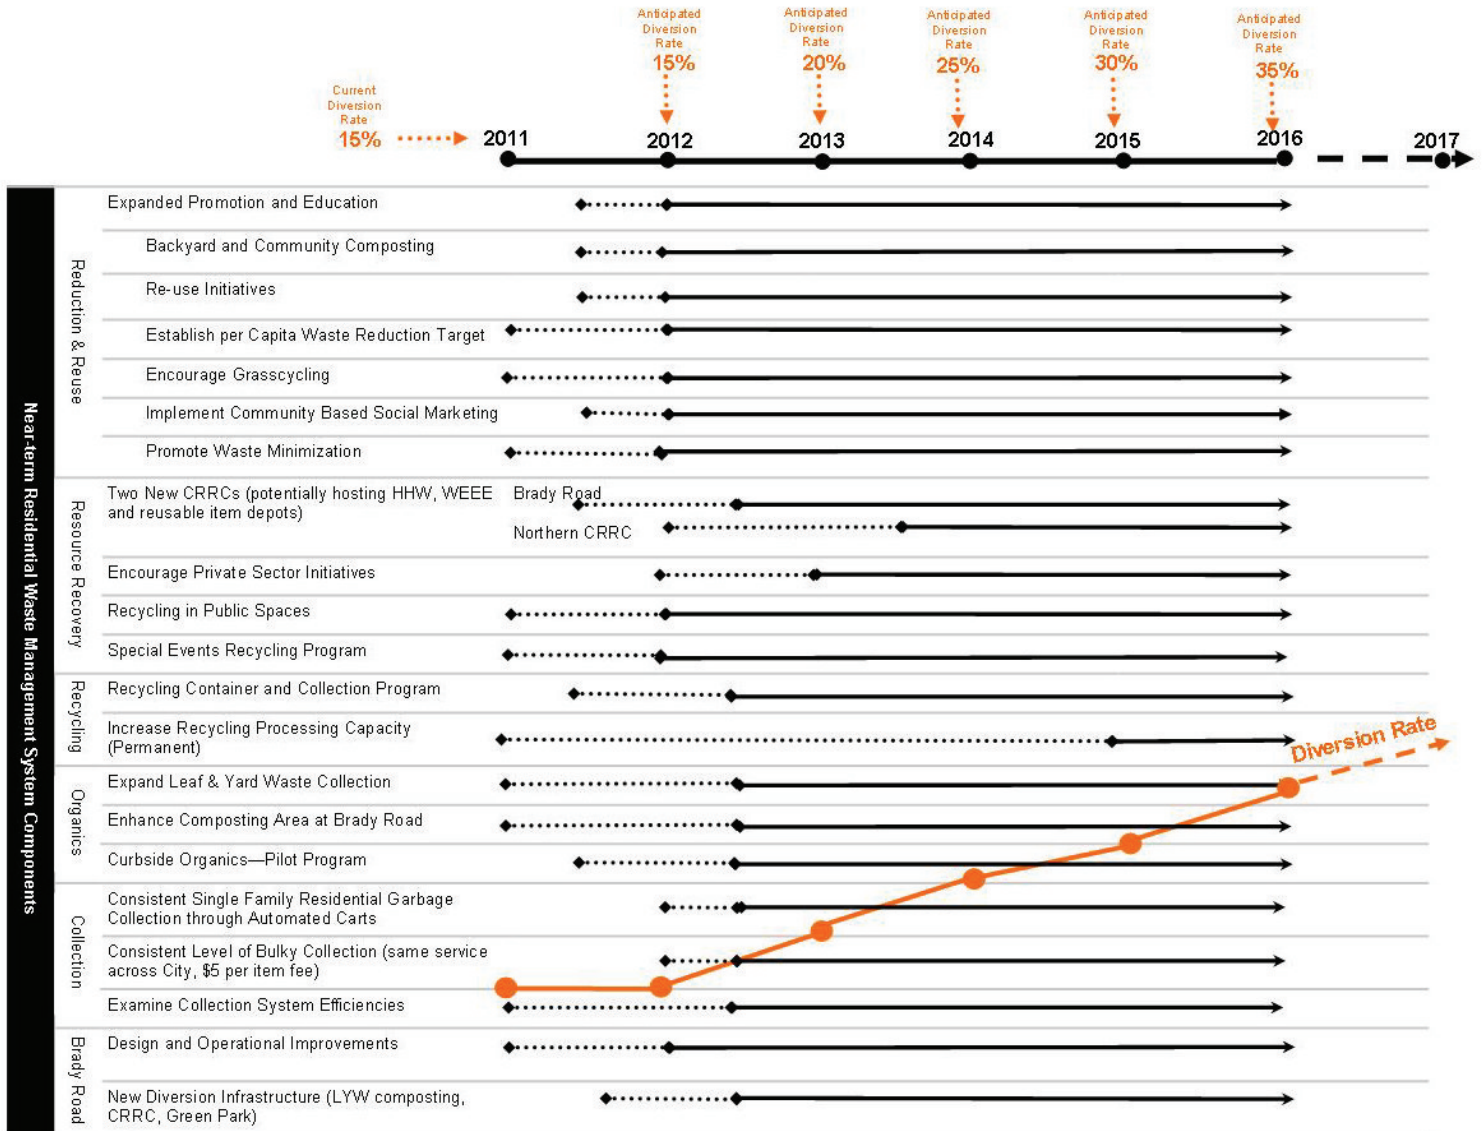 Anticipated
Diversion
Rate
15%
Anticipated
Diversion
Rate
20%
Anticipated
Diversion
Rate
25%
Anticipated
Diversion
Rate
30%
Anticipated
Diversion
Rate
35%
Current
Diversion
Rate
15%
2011
2012
2013
2014
2015
2016
2017
Near-term Residential Waste Management System Components
Reduction & Reuse
Expanded Promotion and Education
Backyard and Community Composting
Re-use Initiatives
Establish per Capita Waste Reduction Target
Encourage Grasscycling
Implement Community Based Social Marketing
Promote Waste Minimization
Resource Recovery
Two New CRRCs (potentially hosting HHW, WEEE
and reusable item depots)
Brady Road
Northern CRRC
Encourage Private Sector Initiatives
Recycling in Public Spaces
Special Events Recycling Program
Recycling
Recycling Container and Collection Program
Increase Recycling Processing Capacity
(Permanent)
Diversion Rate
Organics
Expand Leaf & Yard Waste Collection
Enhance Composting Area at Brady Road
Curbside Organics—Pilot Program
Collection
Consistent Single Family Residential Garbage
Collection through Automated Carts
Consistent Level of Bulky Collection (same service
across City, $5 per item fee)
Examine Collection System Efficiencies
Brady Road
Design and Operational Improvements
New Diversion Infrastructure (LYW composting,
CRRC, Green Park)